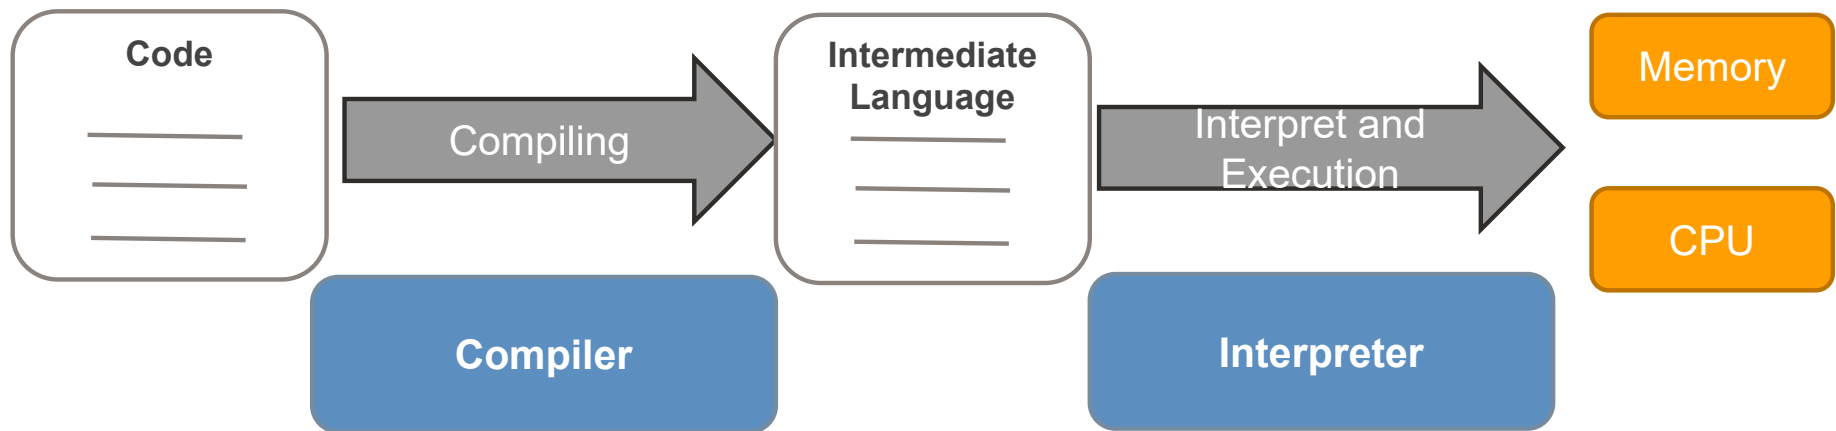 Code
Compiling
Intermediate
Language
Interpret and
Execution
Memory
CPU
Compiler
Interpreter